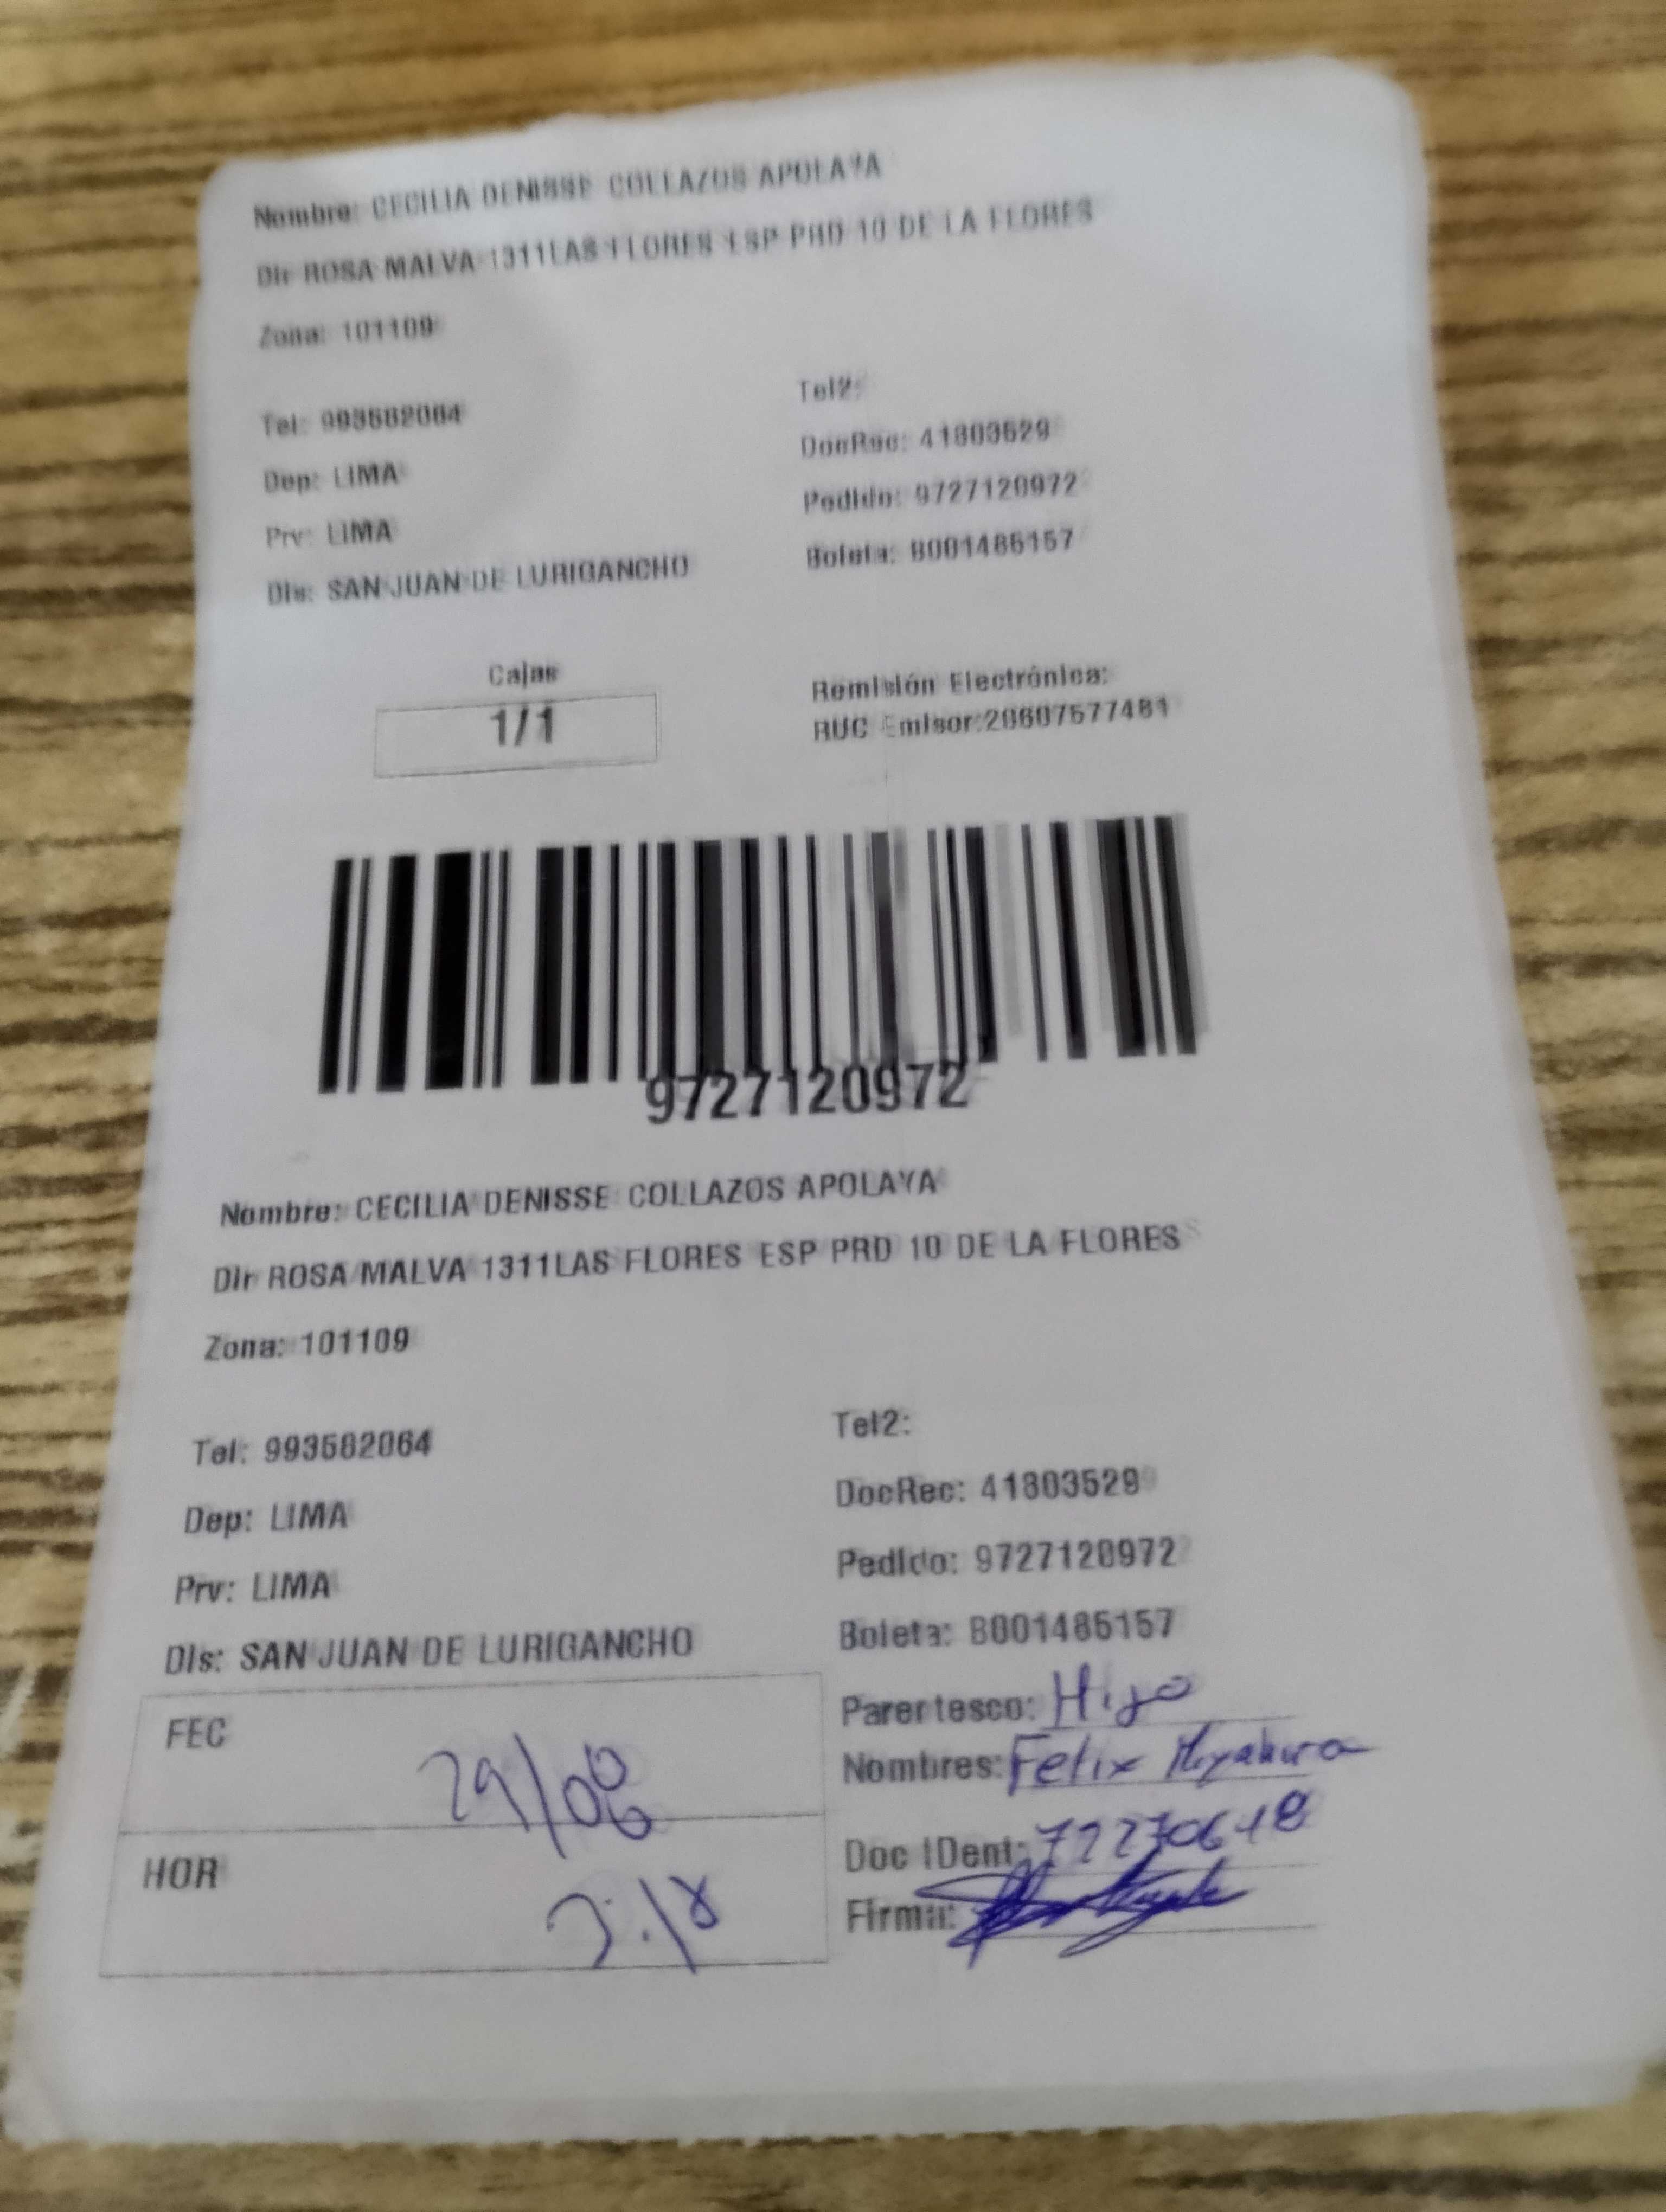 Nombre: CECILIA DENISSE COLLAZOS APOLAYA
Dir ROSA MALVA 1311LAS FLORES ESP PRD 10 DE LA FLORES
Zona: 101109
Tel: 993582064
Tel2:
DocRec: 41803529
Dep: LIMA
Pedido: 9727120972
Prv: LIMA
Boleta: B001486157
Dis: SAN JUAN DE LURIGANCHO
Cajas
1/1
Remisión Electrónica:
RUC Emisor:20607577481
9727120972
Nombre: CECILIA DENISSE COLLAZOS APOLAYA
Dir ROSA MALVA 1311LAS FLORES ESP PRD 10 DE LA FLORES
Zona: 101109
Tel: 993582064
Tel2:
DocRec: 41803529
Dep: LIMA
Pedido: 9727120972
Prv: LIMA
Boleta: B001486157
Dis: SAN JUAN DE LURIGANCHO
Parentesco: Hijo
FEC
Nombres: Felix
29/08
Doc IDent:
HOR
Firma: